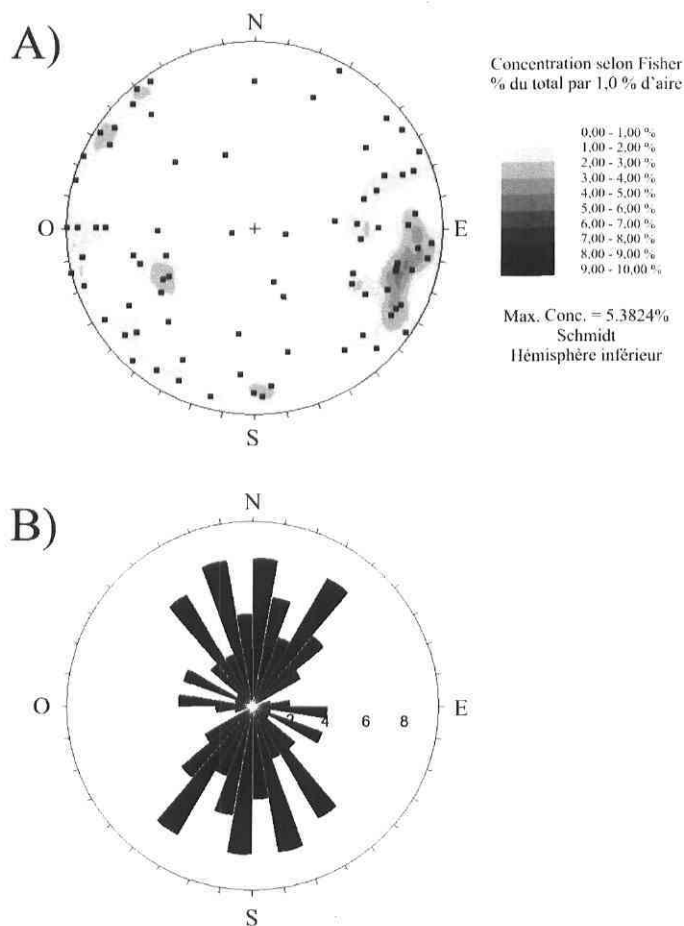 A)
N
O
E
S
Concentration selon Fisher
% du total par 1,0 % d'aire
0,00 - 1,00 %
1,00 - 2,00 %
2,00 - 3,00 %
3,00 - 4,00 %
4,00 - 5,00 %
5,00 - 6,00 %
6,00 - 7,00 %
7,00 - 8,00 %
8,00 - 9,00 %
9,00 - 10,00 %
Max. Conc. = 5.3824%
Schmidt
Hémisphère inférieur
B)
N
O
E
2 4 6 8
S